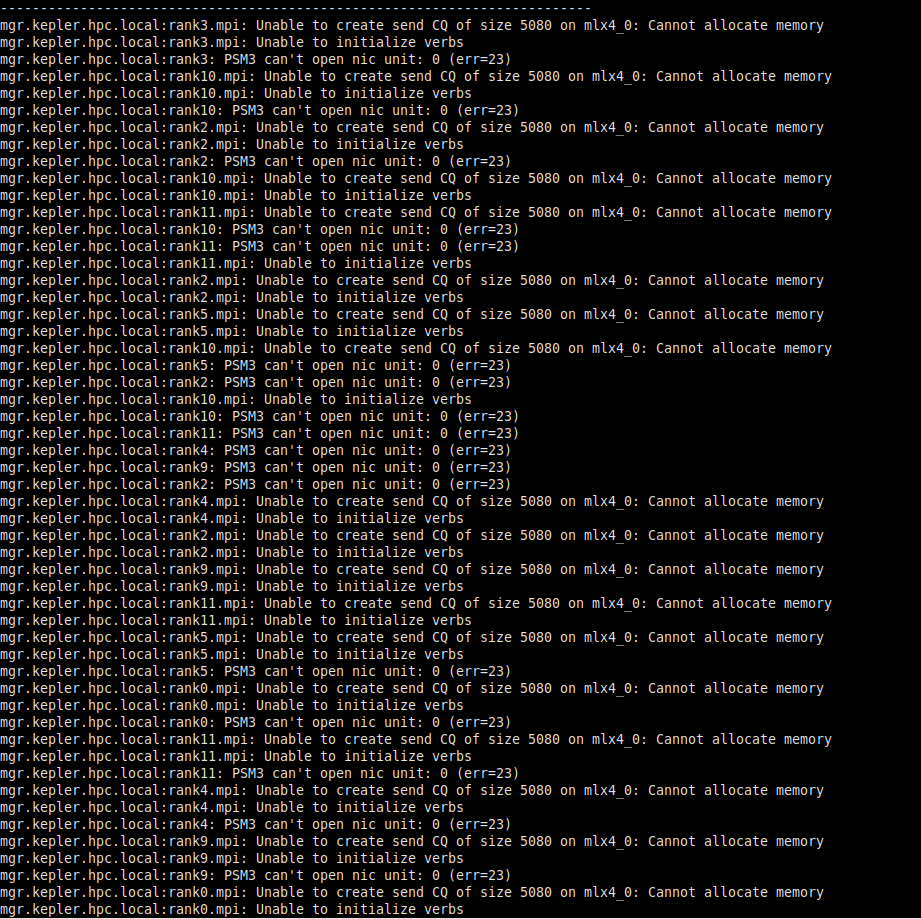 --------------------------------------------------------------------------
mgr.kepler.hpc.local:rank3.mpi: Unable to create send CQ of size 5080 on mlx4_0: Cannot allocate memory
mgr.kepler.hpc.local:rank3.mpi: Unable to initialize verbs
mgr.kepler.hpc.local:rank3: PSM3 can't open nic unit: 0 (err=23)
mgr.kepler.hpc.local:rank10.mpi: Unable to create send CQ of size 5080 on mlx4_0: Cannot allocate memory
mgr.kepler.hpc.local:rank10.mpi: Unable to initialize verbs
mgr.kepler.hpc.local:rank10: PSM3 can't open nic unit: 0 (err=23)
mgr.kepler.hpc.local:rank2.mpi: Unable to create send CQ of size 5080 on mlx4_0: Cannot allocate memory
mgr.kepler.hpc.local:rank2.mpi: Unable to initialize verbs
mgr.kepler.hpc.local:rank2: PSM3 can't open nic unit: 0 (err=23)
mgr.kepler.hpc.local:rank10.mpi: Unable to create send CQ of size 5080 on mlx4_0: Cannot allocate memory
mgr.kepler.hpc.local:rank10.mpi: Unable to initialize verbs
mgr.kepler.hpc.local:rank11.mpi: Unable to create send CQ of size 5080 on mlx4_0: Cannot allocate memory
mgr.kepler.hpc.local:rank10: PSM3 can't open nic unit: 0 (err=23)
mgr.kepler.hpc.local:rank11: PSM3 can't open nic unit: 0 (err=23)
mgr.kepler.hpc.local:rank11.mpi: Unable to initialize verbs
mgr.kepler.hpc.local:rank2.mpi: Unable to create send CQ of size 5080 on mlx4_0: Cannot allocate memory
mgr.kepler.hpc.local:rank2.mpi: Unable to initialize verbs
mgr.kepler.hpc.local:rank5.mpi: Unable to create send CQ of size 5080 on mlx4_0: Cannot allocate memory
mgr.kepler.hpc.local:rank5.mpi: Unable to initialize verbs
mgr.kepler.hpc.local:rank10.mpi: Unable to create send CQ of size 5080 on mlx4_0: Cannot allocate memory
mgr.kepler.hpc.local:rank5: PSM3 can't open nic unit: 0 (err=23)
mgr.kepler.hpc.local:rank2: PSM3 can't open nic unit: 0 (err=23)
mgr.kepler.hpc.local:rank10.mpi: Unable to initialize verbs
mgr.kepler.hpc.local:rank10: PSM3 can't open nic unit: 0 (err=23)
mgr.kepler.hpc.local:rank11: PSM3 can't open nic unit: 0 (err=23)
mgr.kepler.hpc.local:rank4: PSM3 can't open nic unit: 0 (err=23)
mgr.kepler.hpc.local:rank9: PSM3 can't open nic unit: 0 (err=23)
mgr.kepler.hpc.local:rank2: PSM3 can't open nic unit: 0 (err=23)
mgr.kepler.hpc.local:rank4.mpi: Unable to create send CQ of size 5080 on mlx4_0: Cannot allocate memory
mgr.kepler.hpc.local:rank4.mpi: Unable to initialize verbs
mgr.kepler.hpc.local:rank2.mpi: Unable to create send CQ of size 5080 on mlx4_0: Cannot allocate memory
mgr.kepler.hpc.local:rank2.mpi: Unable to initialize verbs
mgr.kepler.hpc.local:rank9.mpi: Unable to create send CQ of size 5080 on mlx4_0: Cannot allocate memory
mgr.kepler.hpc.local:rank9.mpi: Unable to initialize verbs
mgr.kepler.hpc.local:rank11.mpi: Unable to create send CQ of size 5080 on mlx4_0: Cannot allocate memory
mgr.kepler.hpc.local:rank11.mpi: Unable to initialize verbs
mgr.kepler.hpc.local:rank5.mpi: Unable to create send CQ of size 5080 on mlx4_0: Cannot allocate memory
mgr.kepler.hpc.local:rank5.mpi: Unable to initialize verbs
mgr.kepler.hpc.local:rank5: PSM3 can't open nic unit: 0 (err=23)
mgr.kepler.hpc.local:rank0.mpi: Unable to create send CQ of size 5080 on mlx4_0: Cannot allocate memory
mgr.kepler.hpc.local:rank0.mpi: Unable to initialize verbs
mgr.kepler.hpc.local:rank0: PSM3 can't open nic unit: 0 (err=23)
mgr.kepler.hpc.local:rank11.mpi: Unable to create send CQ of size 5080 on mlx4_0: Cannot allocate memory
mgr.kepler.hpc.local:rank11.mpi: Unable to initialize verbs
mgr.kepler.hpc.local:rank11: PSM3 can't open nic unit: 0 (err=23)
mgr.kepler.hpc.local:rank4.mpi: Unable to create send CQ of size 5080 on mlx4_0: Cannot allocate memory
mgr.kepler.hpc.local:rank4.mpi: Unable to initialize verbs
mgr.kepler.hpc.local:rank4: PSM3 can't open nic unit: 0 (err=23)
mgr.kepler.hpc.local:rank9.mpi: Unable to create send CQ of size 5080 on mlx4_0: Cannot allocate memory
mgr.kepler.hpc.local:rank9.mpi: Unable to initialize verbs
mgr.kepler.hpc.local:rank9: PSM3 can't open nic unit: 0 (err=23)
mgr.kepler.hpc.local:rank0.mpi: Unable to create send CQ of size 5080 on mlx4_0: Cannot allocate memory
mgr.kepler.hpc.local:rank0.mpi: Unable to initialize verbs